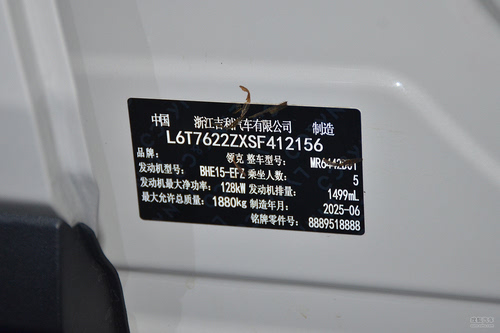 中国 浙江吉利汽车有限公司 制造
L6T7622ZXSF412156
品牌: 领克 整车型号:
发动机型号: BHE15-EFZ 乘坐人数: 5
发动机最大净功率: 128kW 发动机排量: 1499mL
最大允许总质量: 1880kg 制造年月: 2025-06
铭牌零件号: 8889518888